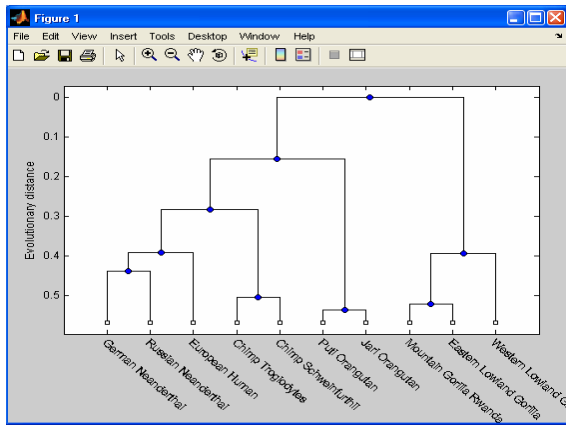 Figure 1
File Edit View Insert Tools Desktop Window Help
0
0.1
0.2
0.3
0.4
0.5
Evolutionary distance
German Neanderthal
Russian Neanderthal
European Human
Chimp Troglodytes
Chimp Schweinfurthii
Puti Orangutan
Jari Orangutan
Mountain Gorilla Rwanda
Eastern Lowland Gorilla
Western Lowland G